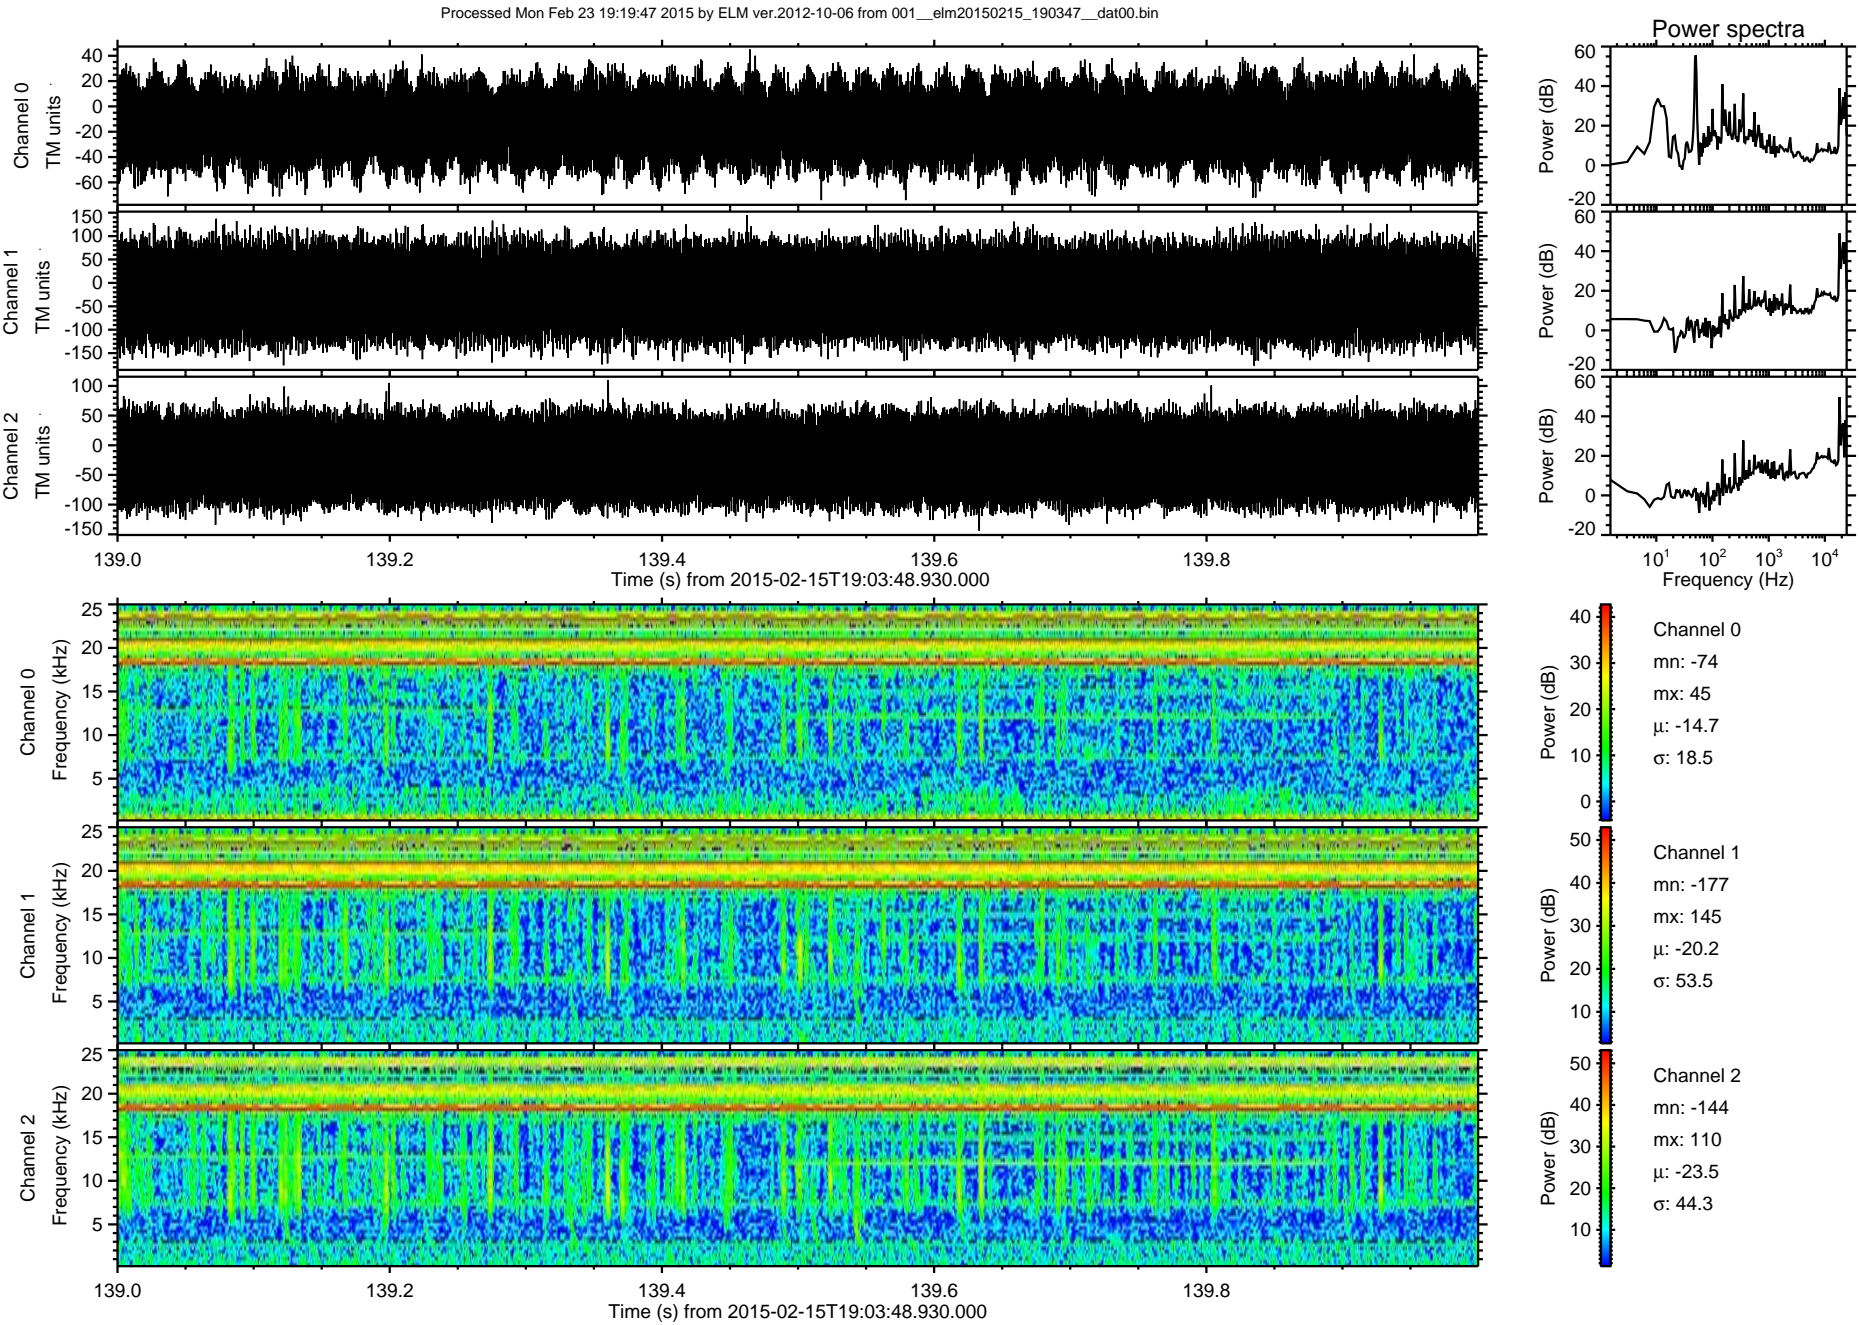 Processed Mon Feb 23 19:19:47 2015 by ELM ver.2012-10-06 from 001__elm20150215_190347__dat00.bin
Power spectra
Channel 0
TM units
40
20
0
-20
-40
-60
Power (dB)
60
40
20
0
-20
Channel 1
TM units
150
100
50
0
-50
-100
-150
Power (dB)
60
40
20
0
-20
Channel 2
TM units
100
50
0
-50
-100
-150
Power (dB)
60
40
20
0
-20
139.0 139.2 139.4 139.6 139.8
Time (s) from 2015-02-15T19:03:48.930.000
10¹ 10² 10³ 10⁴
Frequency (Hz)
Channel 0
Frequency (kHz)
25
20
15
10
5
Power (dB)
40
30
20
10
0
Channel 0
mn: -74
mx: 45
μ: -14.7
σ: 18.5
Channel 1
Frequency (kHz)
25
20
15
10
5
Power (dB)
50
40
30
20
10
Channel 1
mn: -177
mx: 145
μ: -20.2
σ: 53.5
Channel 2
Frequency (kHz)
25
20
15
10
5
Power (dB)
50
40
30
20
10
Channel 2
mn: -144
mx: 110
μ: -23.5
σ: 44.3
139.0 139.2 139.4 139.6 139.8
Time (s) from 2015-02-15T19:03:48.930.000